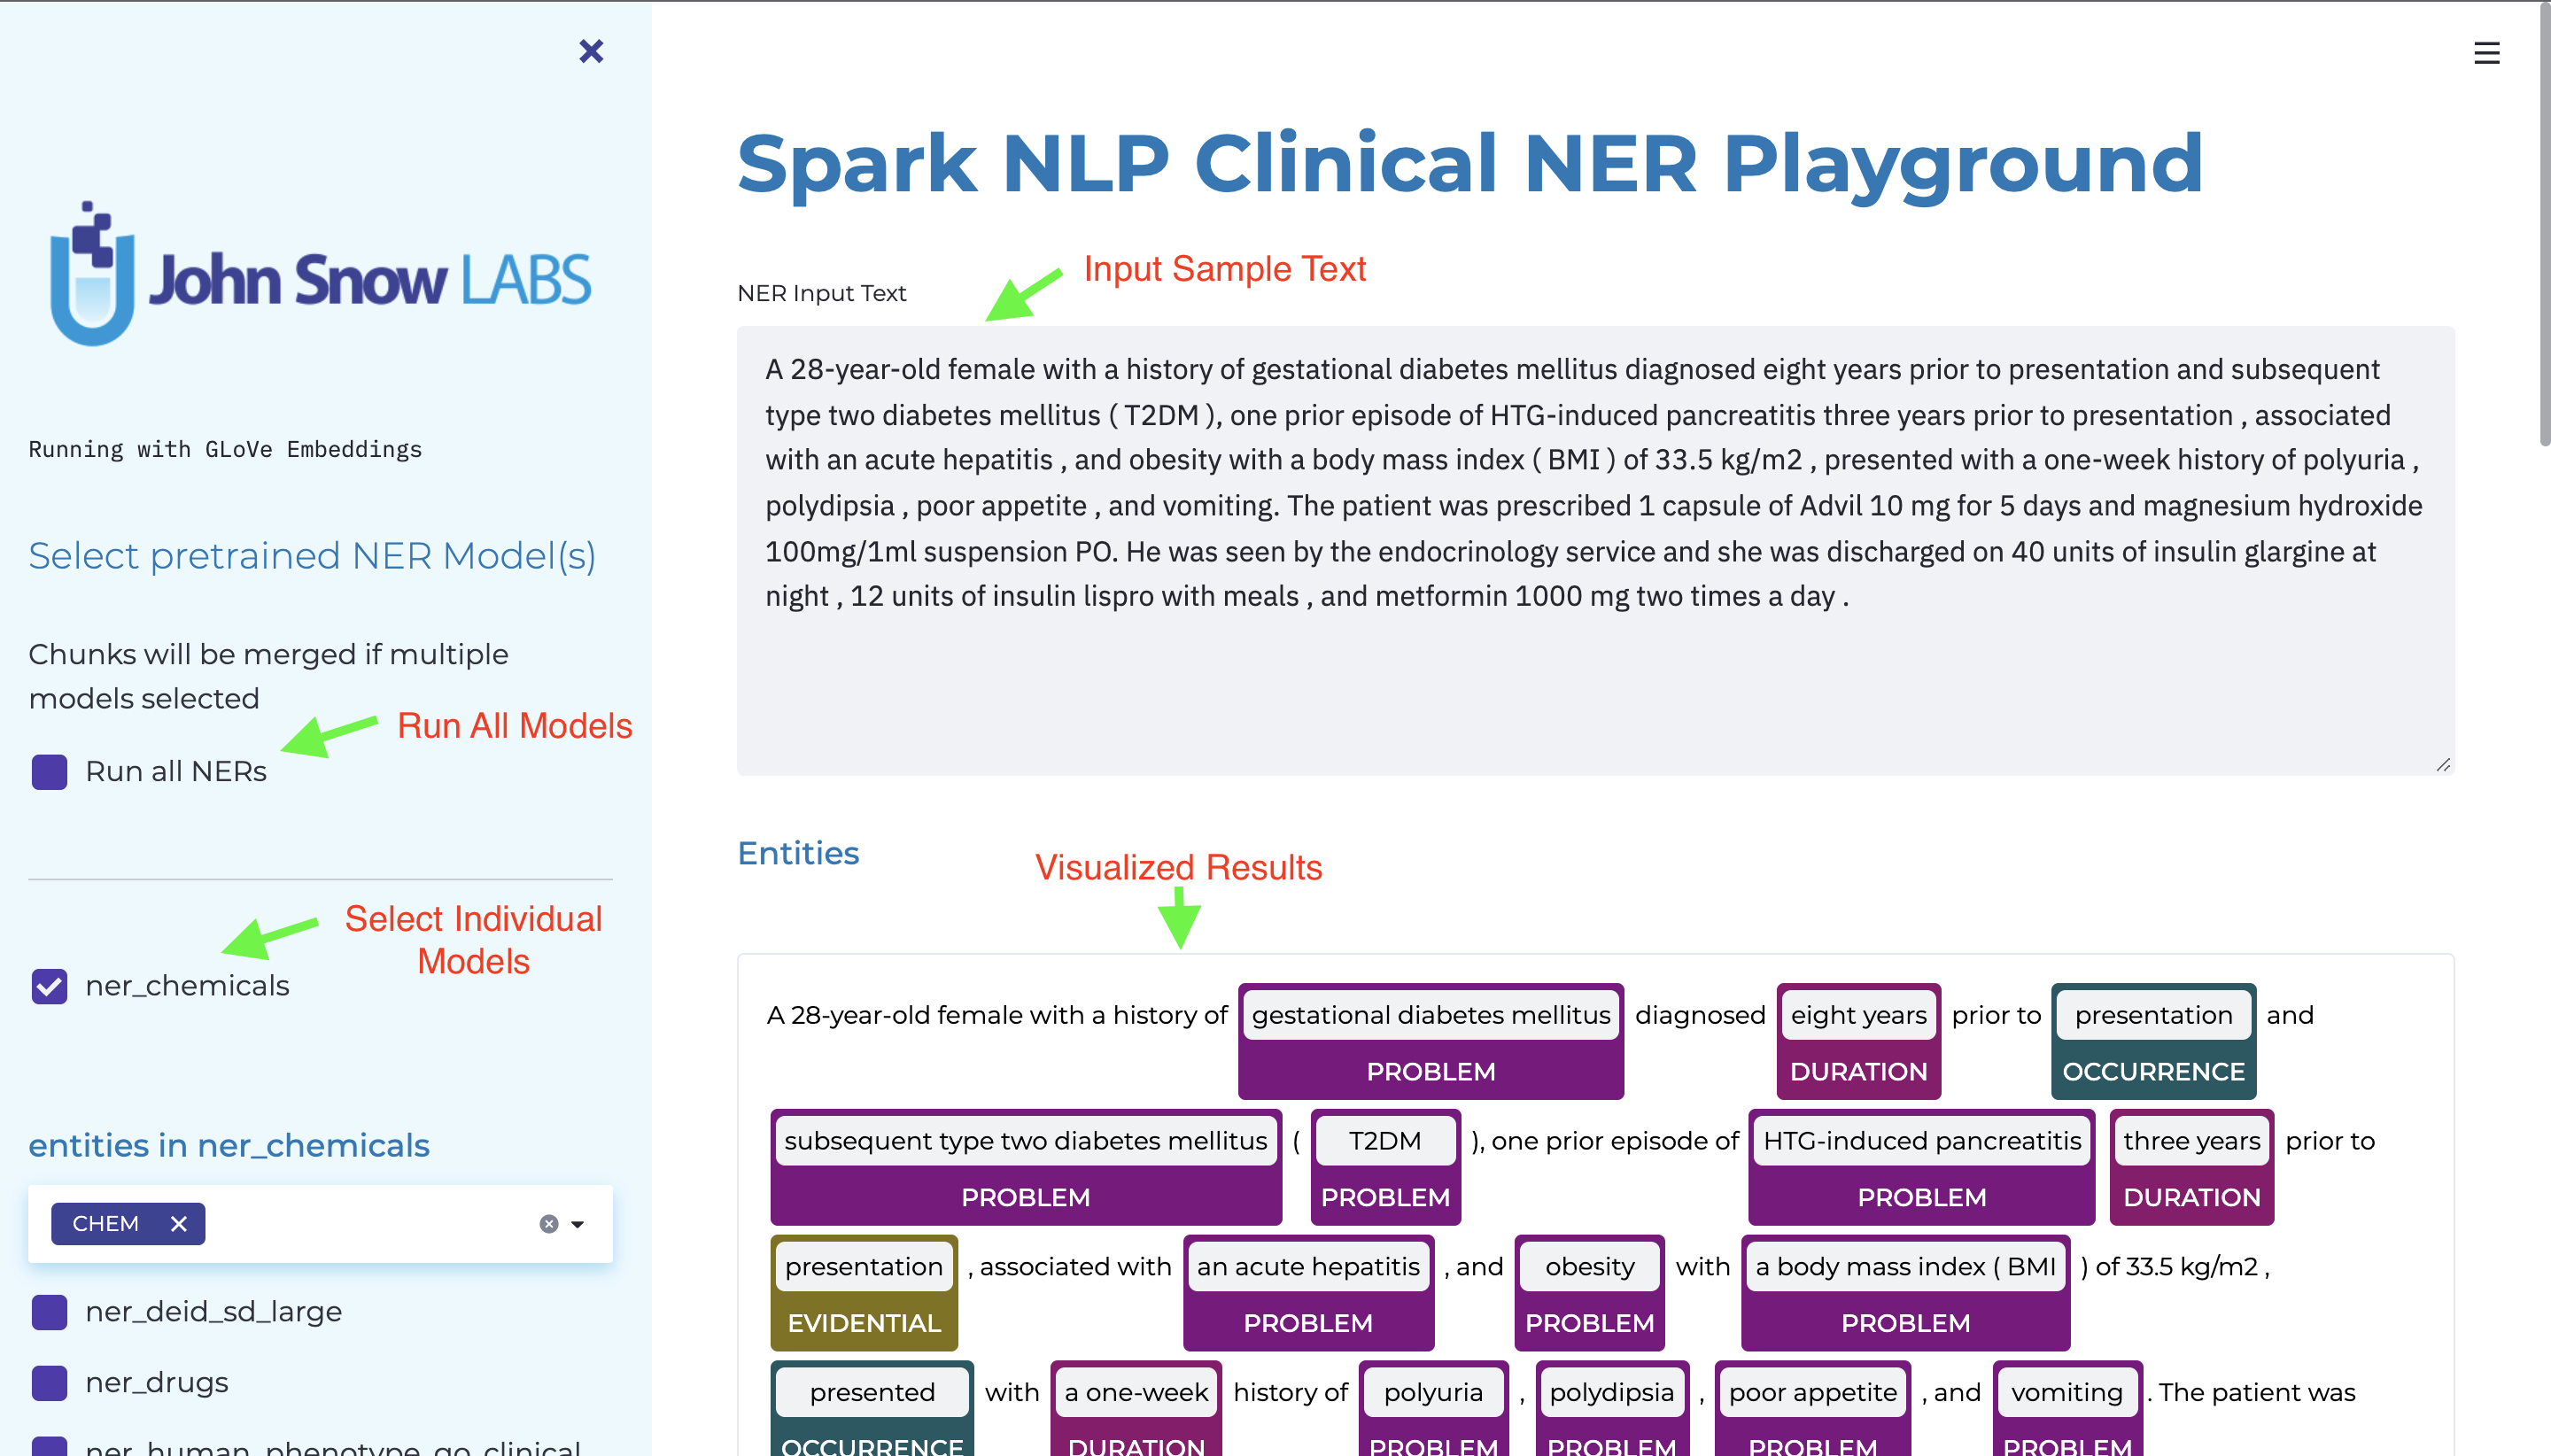 John Snow LABS
Running with GLoVe Embeddings
Select pretrained NER Model(s)
Chunks will be merged if multiple
models selected
Run All Models
Run all NERs
Select Individual
Models
ner_chemicals
entities in ner_chemicals
CHEM
ner_deid_sd_large
ner_drugs
ner_human_phenotype_go_clinical
Spark NLP Clinical NER Playground
Input Sample Text
NER Input Text
A 28-year-old female with a history of gestational diabetes mellitus diagnosed eight years prior to presentation and subsequent
type two diabetes mellitus ( T2DM ), one prior episode of HTG-induced pancreatitis three years prior to presentation , associated
with an acute hepatitis , and obesity with a body mass index ( BMI ) of 33.5 kg/m2 , presented with a one-week history of polyuria ,
polydipsia , poor appetite , and vomiting. The patient was prescribed 1 capsule of Advil 10 mg for 5 days and magnesium hydroxide
100mg/1ml suspension PO. He was seen by the endocrinology service and she was discharged on 40 units of insulin glargine at
night , 12 units of insulin lispro with meals , and metformin 1000 mg two times a day .
Entities
Visualized Results
A 28-year-old female with a history of gestational diabetes mellitus diagnosed eight years prior to presentation and
PROBLEM DURATION OCCURRENCE
subsequent type two diabetes mellitus ( T2DM ), one prior episode of HTG-induced pancreatitis three years prior to
PROBLEM PROBLEM PROBLEM DURATION
presentation , associated with an acute hepatitis , and obesity with a body mass index ( BMI ) of 33.5 kg/m2 ,
EVIDENTIAL PROBLEM PROBLEM PROBLEM
presented with a one-week history of polyuria , polydipsia , poor appetite , and vomiting . The patient was
OCCURRENCE DURATION PROBLEM PROBLEM PROBLEM PROBLEM